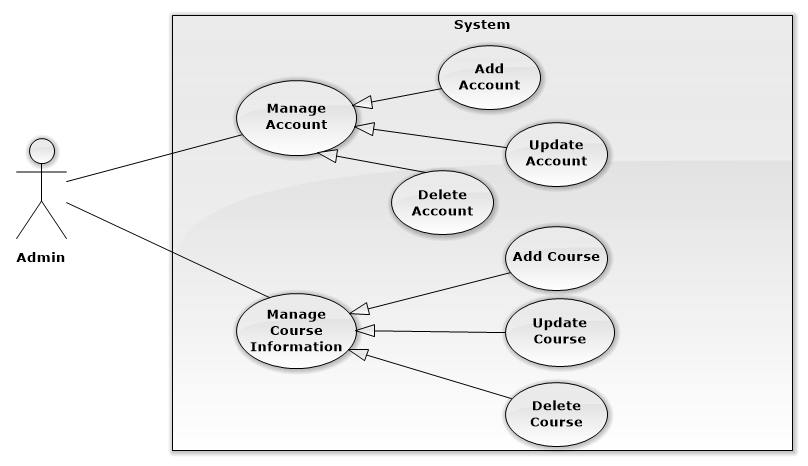 System
Add
Account
Manage
Account
Update
Account
Delete
Account
Admin
Add Course
Manage
Course
Information
Update
Course
Delete
Course